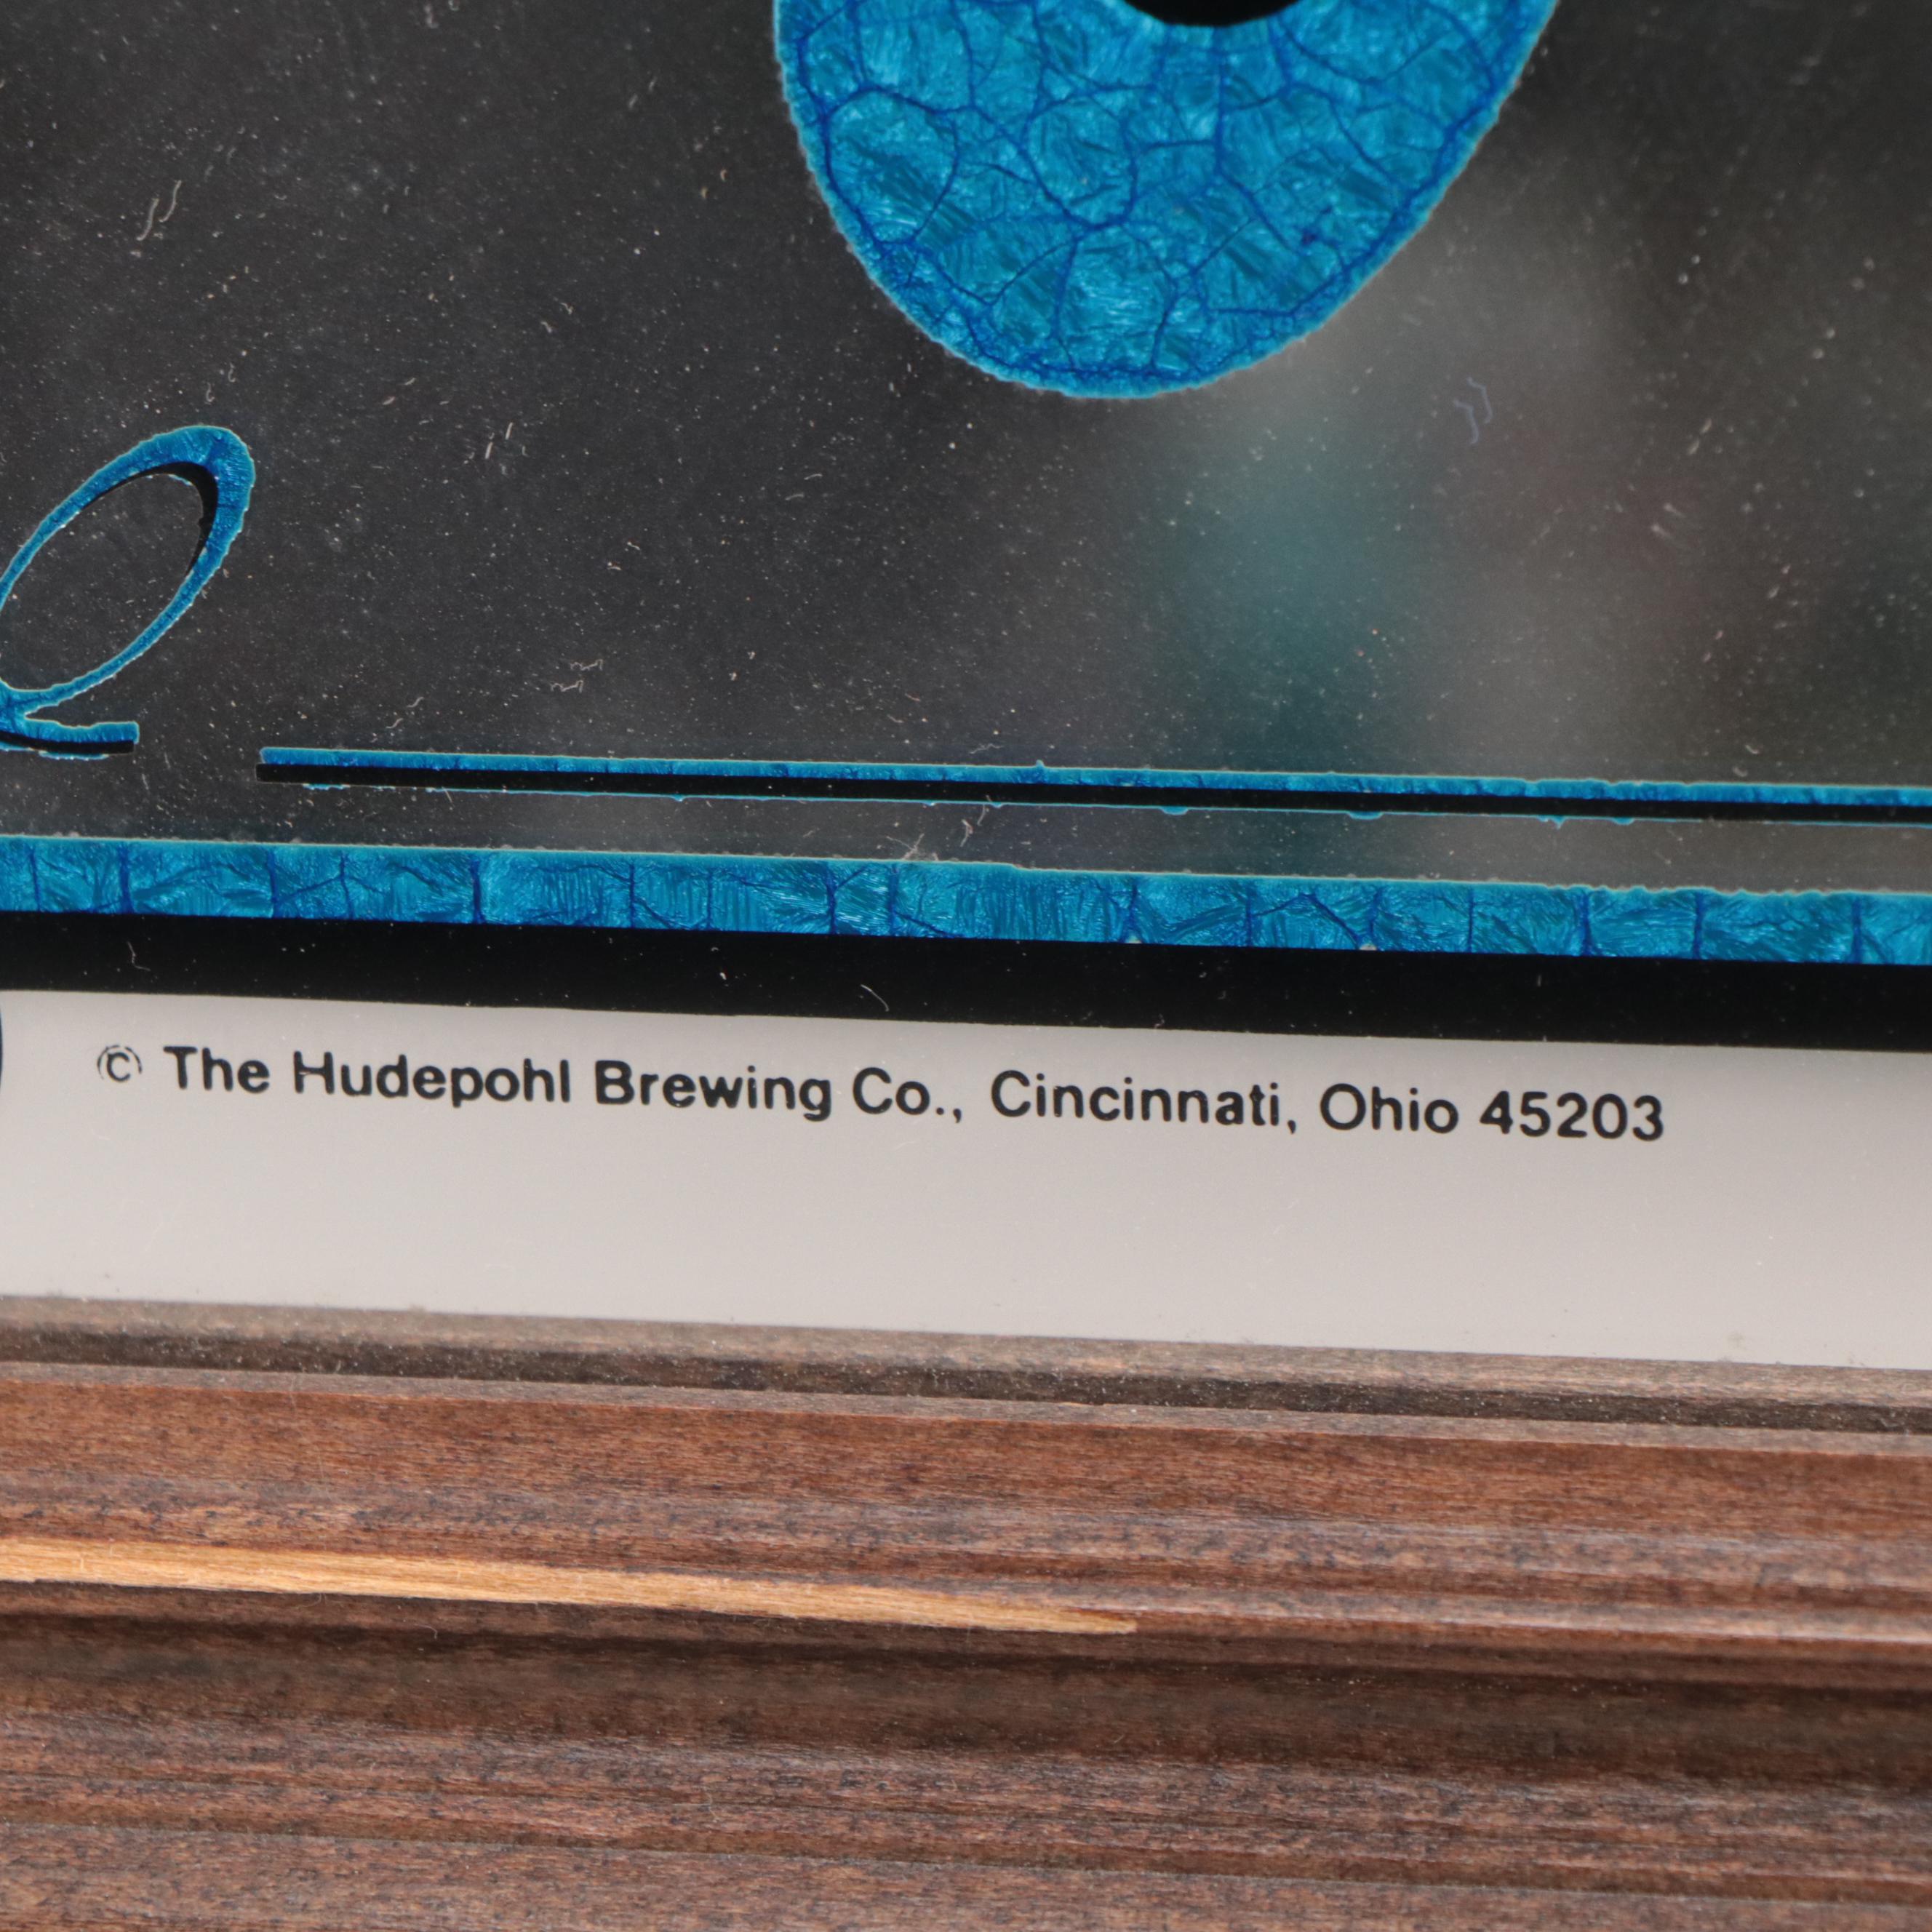 © The Hudepohl Brewing Co., Cincinnati, Ohio 45203